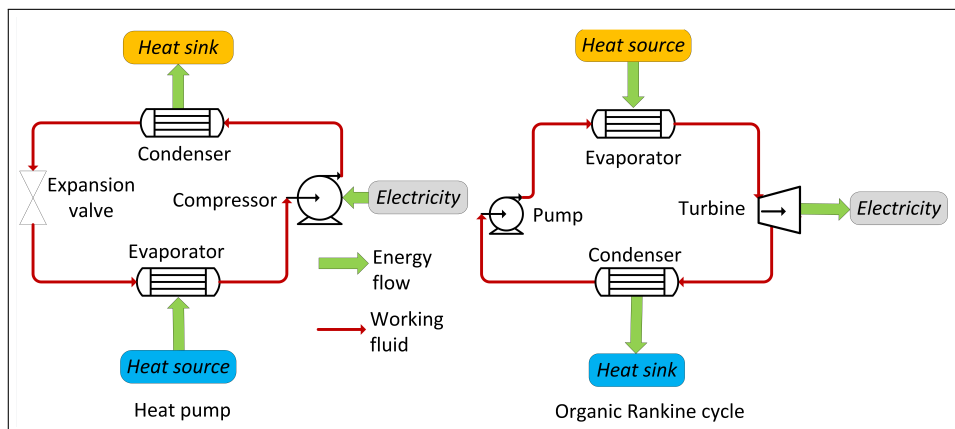 Heat sink
Condenser
Expansion
valve
Compressor
Electricity
Evaporator
Heat source
Heat pump
Energy
flow
Working
fluid
Heat source
Evaporator
Pump
Turbine
Electricity
Condenser
Heat sink
Organic Rankine cycle